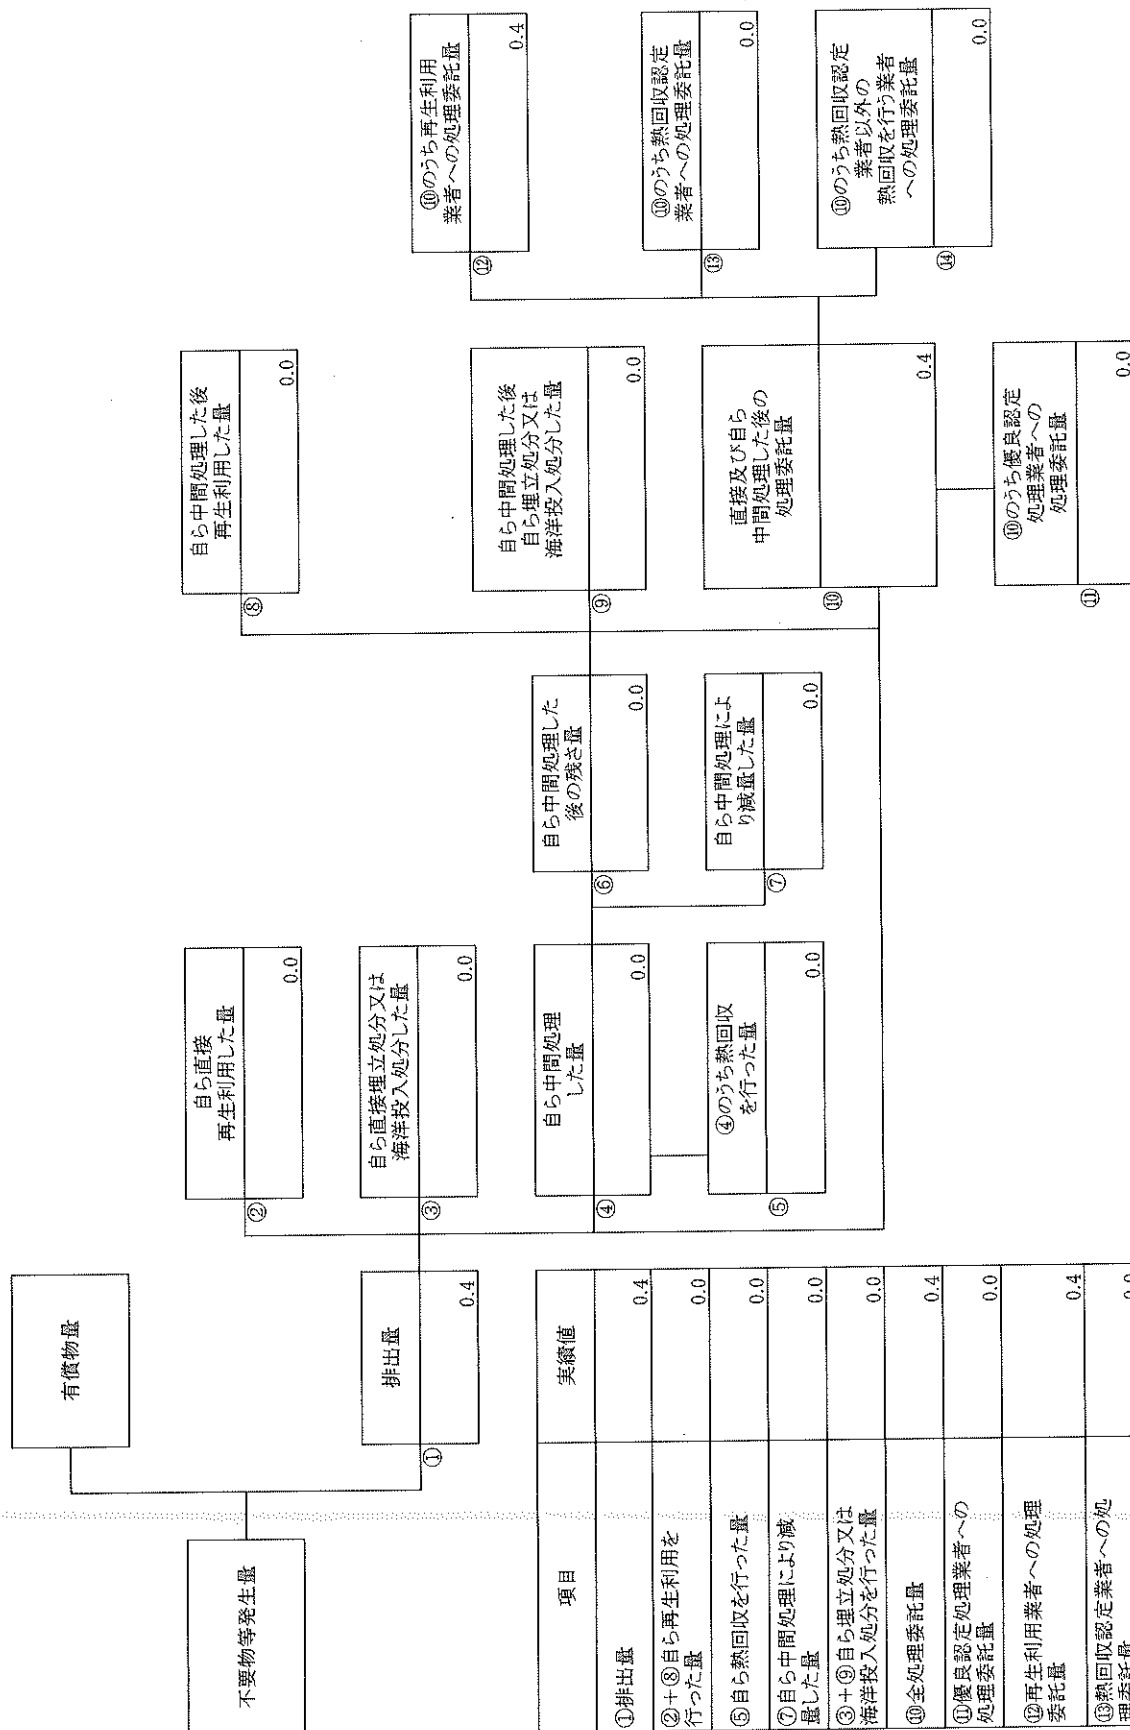 不要物等発生量
有償物量
排出量
①
0.4
自ら直接
再生利用した量
②
0.0
自ら直接埋立処分又は
海洋投入処分した量
③
0.0
自ら中間処理
した量
④
0.0
④のうち熱回収
を行った量
⑤
0.0
自ら中間処理した
後の残さ量
⑥
0.0
自ら中間処理によ
り減量した量
⑦
0.0
自ら中間処理した後
再生利用した量
⑧
0.0
自ら中間処理した後
自ら埋立処分又は
海洋投入処分した量
⑨
0.0
直接及び自ら
中間処理した後の
処理委託量
⑩
0.4
⑩のうち優良認定
処理業者への
処理委託量
⑪
0.0
⑩のうち再生利用
業者への処理委託量
⑫
0.4
⑩のうち熱回収認定
業者への処理委託量
⑬
0.0
⑩のうち熱回収認定
業者以外の
熱回収を行う業者
への処理委託量
⑭
0.0
項目 実績値
①排出量 0.4
②+⑧自ら再生利用を
行った量 0.0
⑤自ら熱回収を行った量 0.0
⑦自ら中間処理により減
量した量 0.0
③+⑨自ら埋立処分又は
海洋投入処分を行った量 0.0
⑩全処理委託量 0.4
⑪優良認定処理業者への
処理委託量 0.0
⑫再生利用業者への処理
委託量 0.4
⑬熱回収認定業者への処
理委託量 0.0